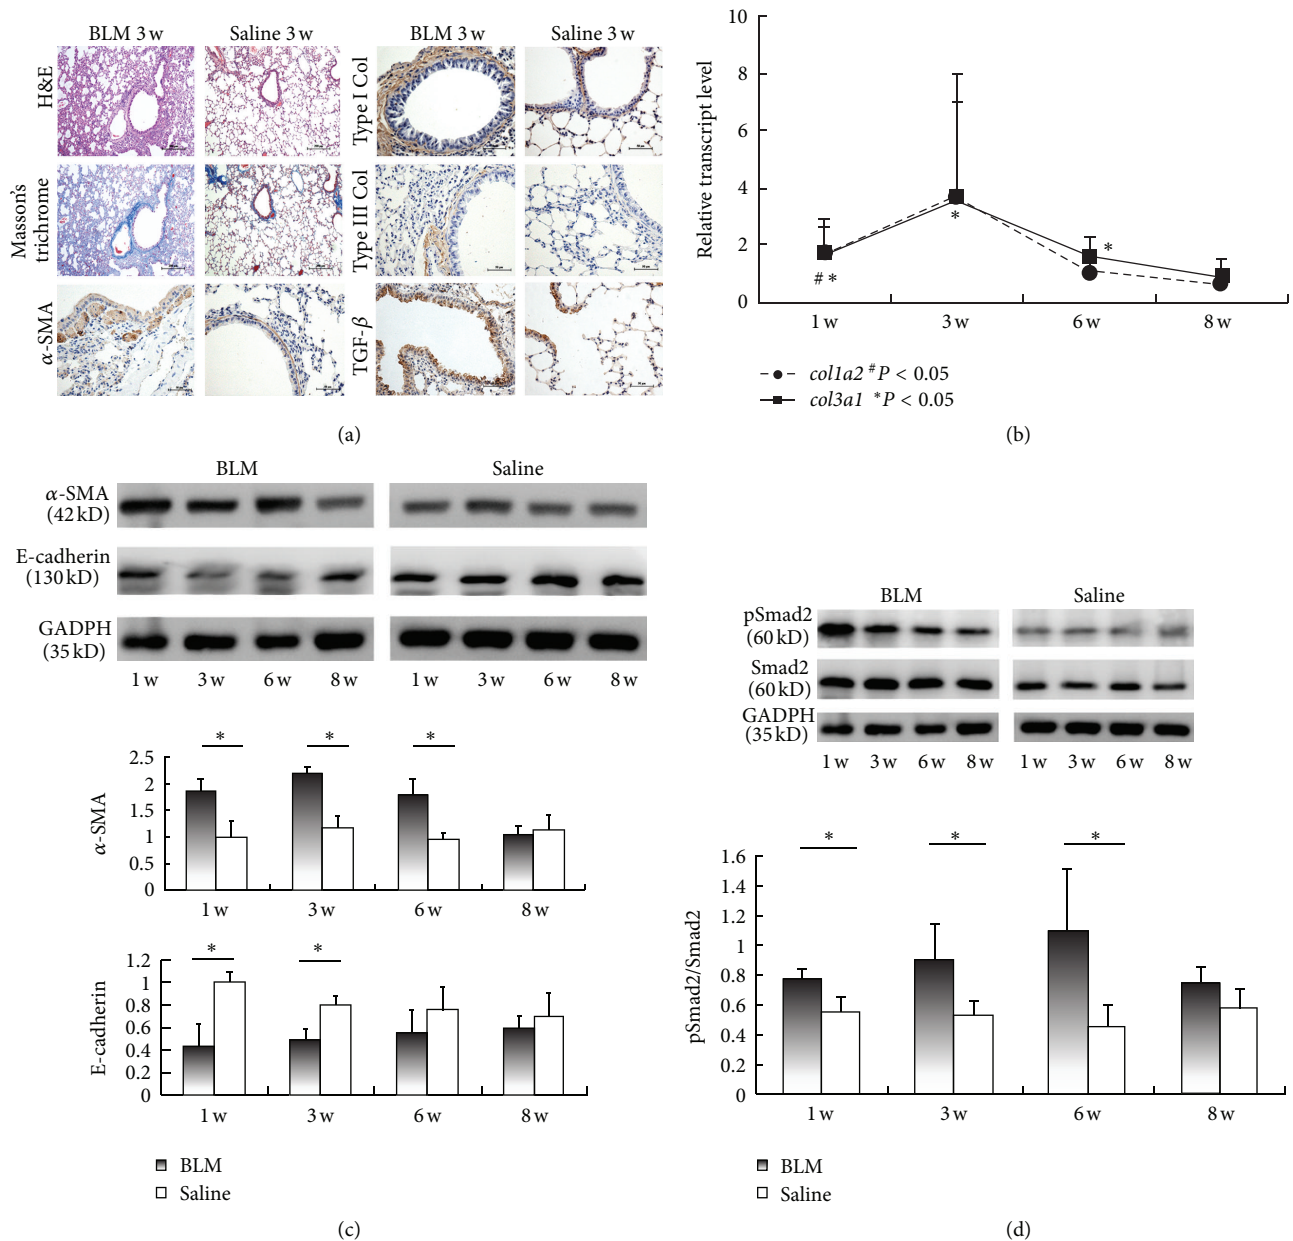 BLM 3 w
Saline 3 w
BLM 3 w
Saline 3 w
H&E
Masson's
trichrome
α-SMA
Type I Col
Type III Col
TGF-β
(a)
Relative transcript level
10
8
6
4
2
0
1 w
3 w
6 w
8 w
# *
*
*
col1a2 #P < 0.05
col3a1 *P < 0.05
(b)
BLM
Saline
α-SMA
(42 kD)
E-cadherin
(130 kD)
GADPH
(35 kD)
1 w
3 w
6 w
8 w
1 w
3 w
6 w
8 w
α-SMA
2.5
2
1.5
1
0.5
0
*
*
*
1 w
3 w
6 w
8 w
E-cadherin
1.2
1
0.8
0.6
0.4
0.2
0
*
*
1 w
3 w
6 w
8 w
BLM
Saline
(c)
BLM
Saline
pSmad2
(60 kD)
Smad2
(60 kD)
GADPH
(35 kD)
1 w
3 w
6 w
8 w
1 w
3 w
6 w
8 w
pSmad2/Smad2
1.6
1.4
1.2
1
0.8
0.6
0.4
0.2
0
*
*
*
1 w
3 w
6 w
8 w
BLM
Saline
(d)